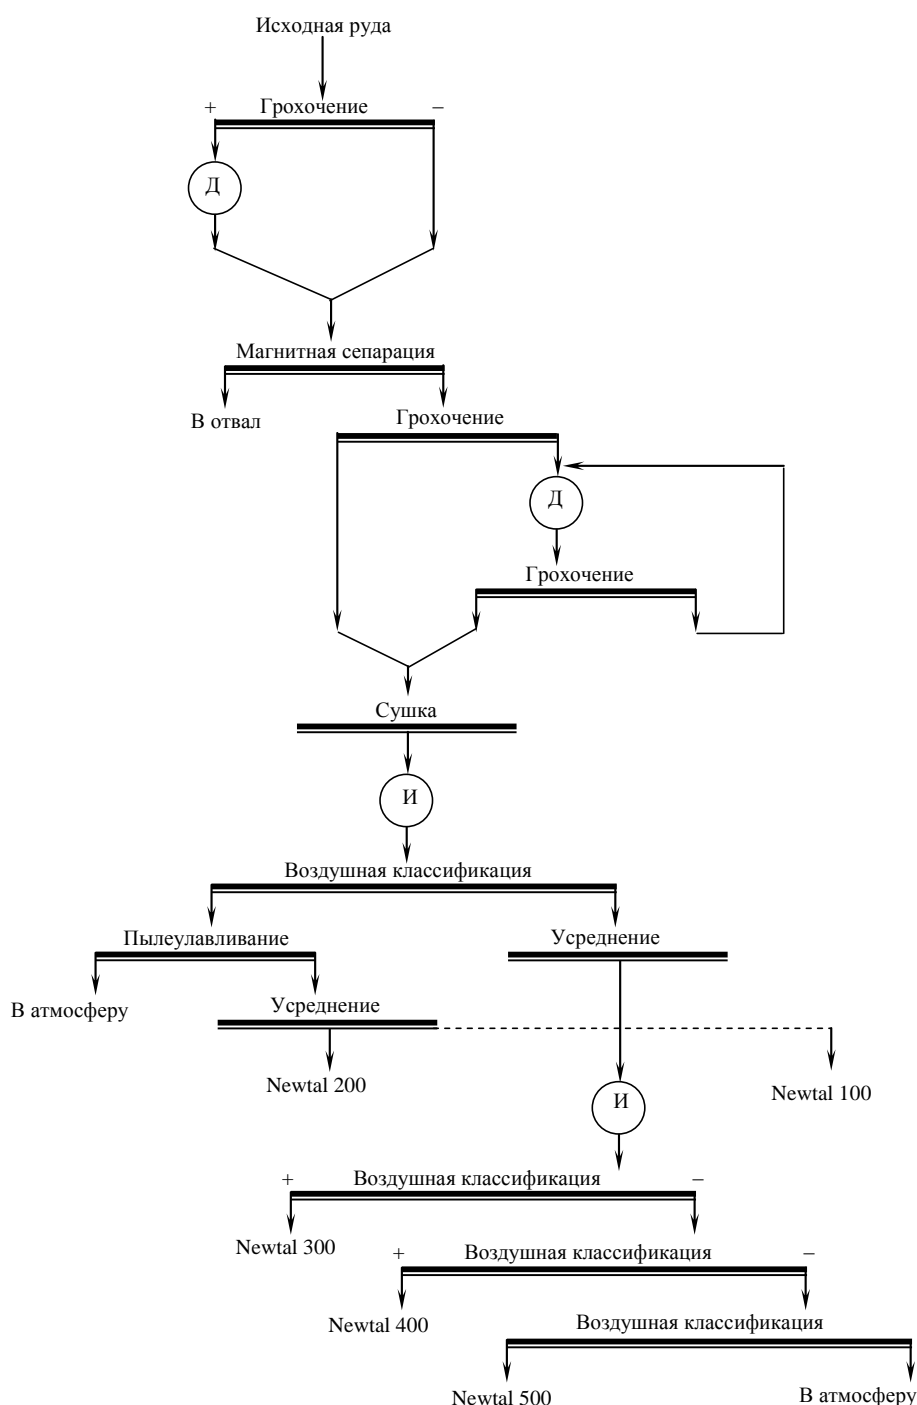 Исходная руда
+ Грохочение –
Д
Магнитная сепарация
В отвал
Грохочение
Д
Грохочение
Сушка
И
Воздушная классификация
Пылеулавливание
Усреднение
В атмосферу
Усреднение
Newtal 200
Newtal 100
И
+ Воздушная классификация –
Newtal 300
+ Воздушная классификация –
Newtal 400
Воздушная классификация
Newtal 500
В атмосферу